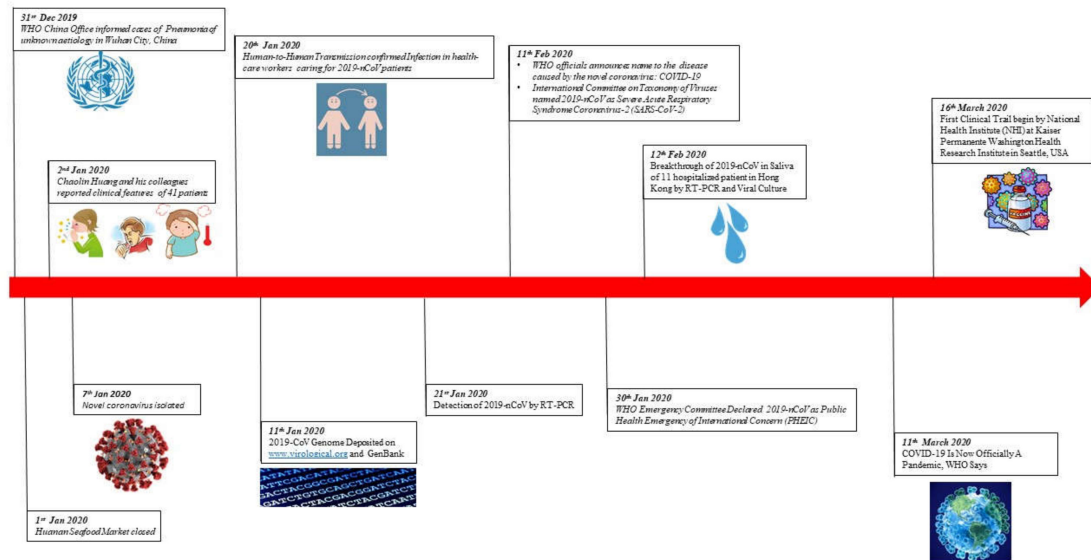 31st Dec 2019
WHO China Office informed cases of Pneumonia of
unknown aetiology in Wuhan City, China
20th Jan 2020
Human-to-Human Transmission confirmed Infection in health-
care workers caring for 2019-nCoV patients
11th Feb 2020
• WHO officials announces name to the disease
caused by the novel coronavirus: COVID-19
• International Committee on Taxonomy of Viruses
named 2019-nCoV as Severe Acute Respiratory
Syndrome Coronavirus-2 (SARS-CoV-2)
16th March 2020
First Clinical Trail begin by National
Health Institute (NHI) at Kaiser
Permanente Washington Health
Research Institute in Seattle, USA
2nd Jan 2020
Chaolin Huang and his colleagues
reported clinical features of 41 patients
12th Feb 2020
Breakthrough of 2019-nCoV in Saliva
of 11 hospitalized patient in Hong
Kong by RT-PCR and Viral Culture
VACCINE
7th Jan 2020
Novel coronavirus isolated
21st Jan 2020
Detection of 2019-nCoV by RT-PCR
30th Jan 2020
WHO Emergency Committee Declared 2019-nCoV as Public
Health Emergency of International Concern (PHEIC)
11th Jan 2020
2019-CoV Genome Deposited on
www.virological.org and GenBank
11th March 2020
COVID-19 Is Now Officially A
Pandemic, WHO Says
1st Jan 2020
Huanan Seafood Market closed